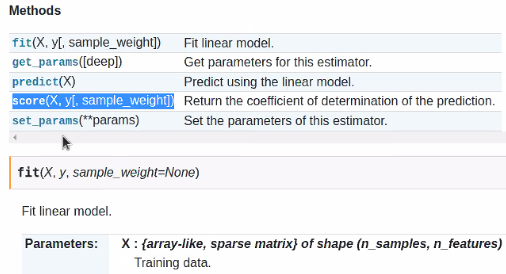 Methods
fit(X, y[, sample_weight]) Fit linear model.
get_params([deep]) Get parameters for this estimator.
predict(X) Predict using the linear model.
score(X, y[, sample_weight]) Return the coefficient of determination of the prediction.
set_params(**params) Set the parameters of this estimator.
fit(X, y, sample_weight=None)
Fit linear model.
Parameters: X : {array-like, sparse matrix} of shape (n_samples, n_features)
Training data.